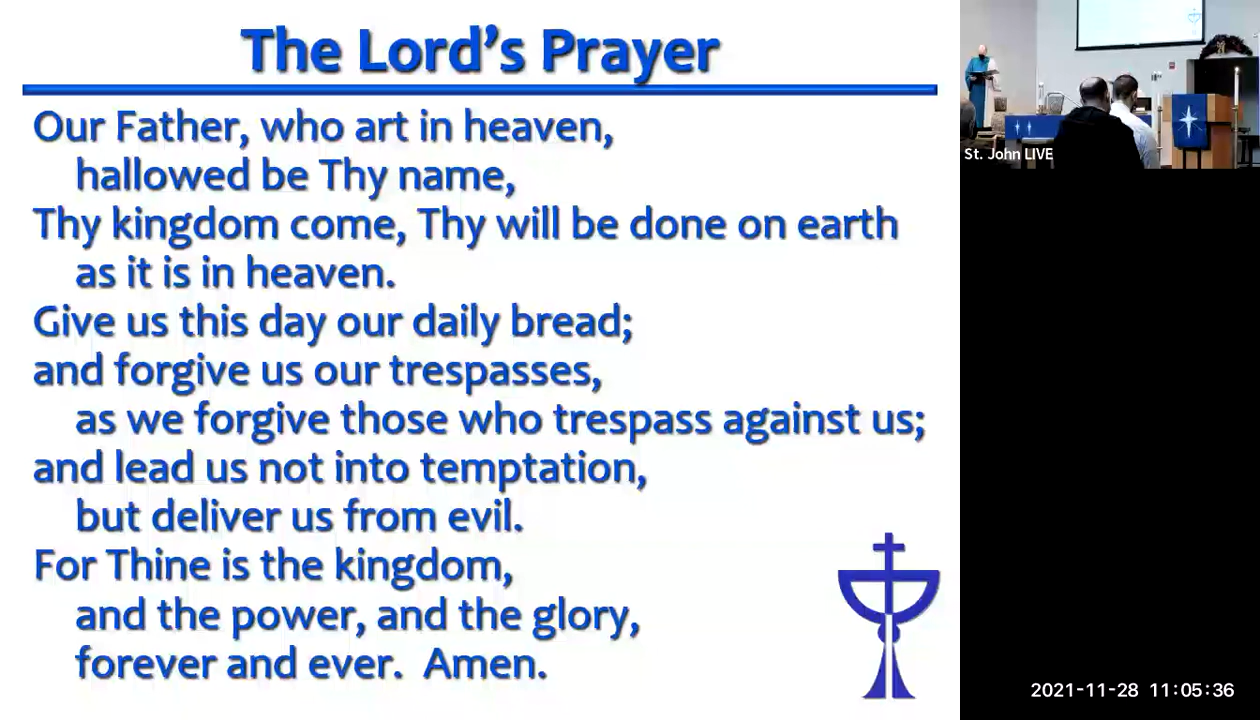 The Lord's Prayer
Our Father, who art in heaven,
hallowed be Thy name,
Thy kingdom come, Thy will be done on earth
as it is in heaven.
Give us this day our daily bread;
and forgive us our trespasses,
as we forgive those who trespass against us;
and lead us not into temptation,
but deliver us from evil.
For Thine is the kingdom,
and the power, and the glory,
forever and ever. Amen.
St. John LIVE
2021-11-28 11:05:36